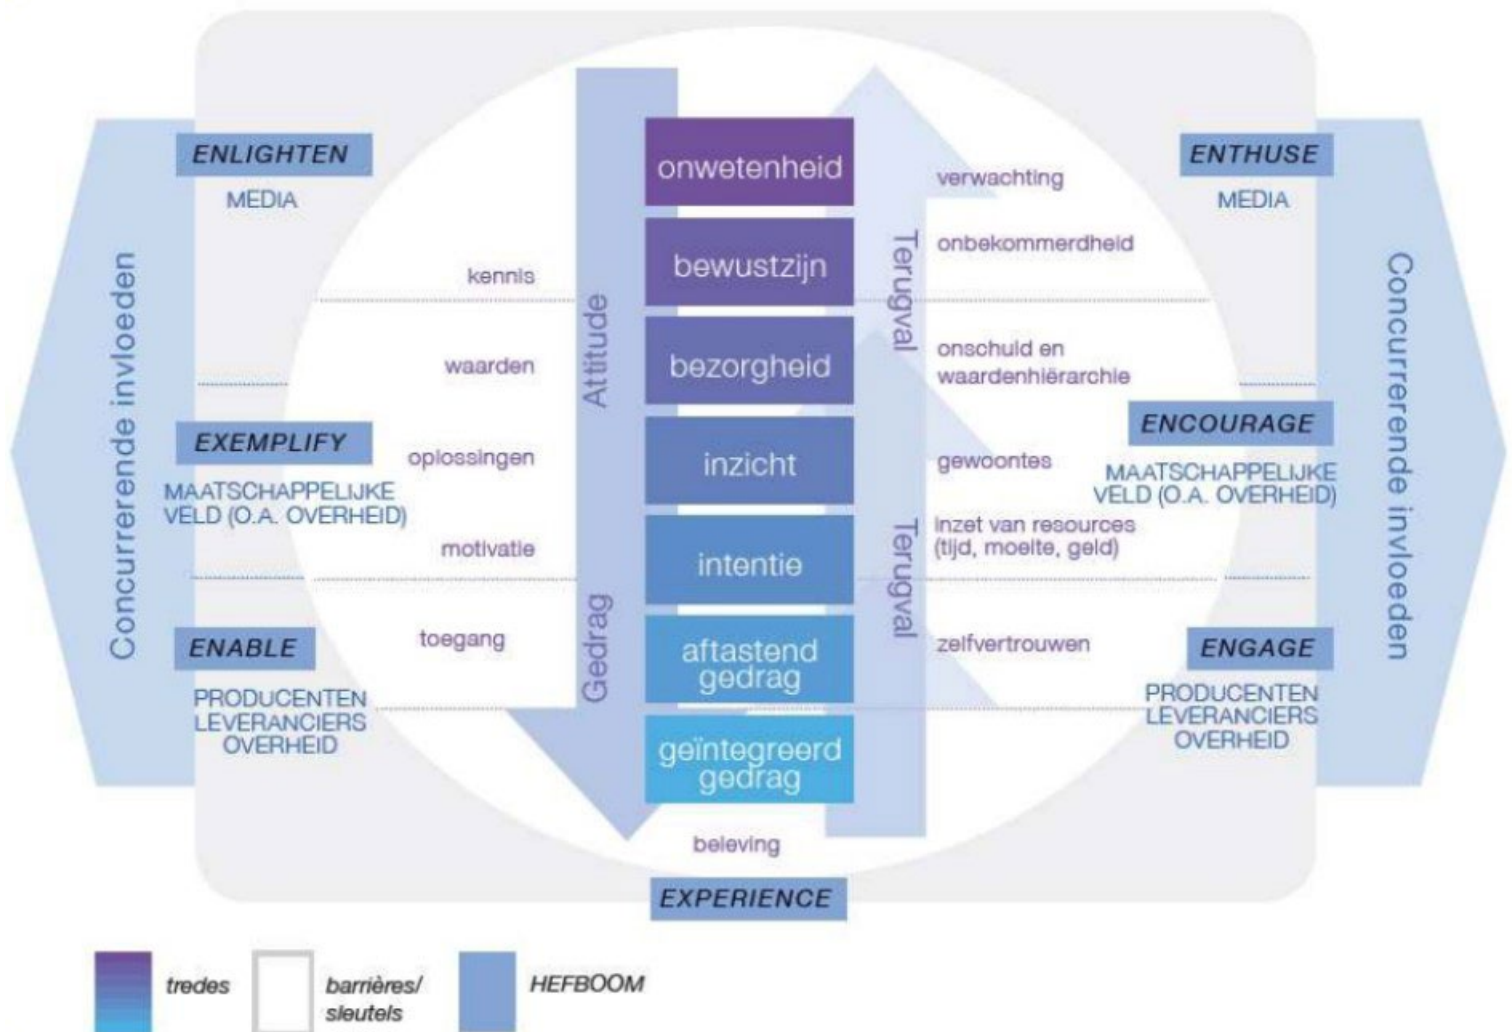 ENLIGHTEN
MEDIA
Concurrerende invloeden
EXEMPLIFY
MAATSCHAPPELIJKE
VELD (O.A. OVERHEID)
ENABLE
PRODUCENTEN
LEVERANCIERS
OVERHEID
kennis
waarden
oplossingen
motivatie
toegang
Attitude
Gedrag
onwetenheid
bewustzijn
bezorgheid
inzicht
intentie
aftastend
gedrag
geïntegreerd
gedrag
beleving
EXPERIENCE
Terugval
Terugval
verwachting
onbekommerdheid
onschuld en
waardenhiërarchie
gewoontes
Inzet van resources
(tijd, moeite, geld)
zelfvertrouwen
ENTHUSE
MEDIA
ENCOURAGE
MAATSCHAPPELIJKE
VELD (O.A. OVERHEID)
ENGAGE
PRODUCENTEN
LEVERANCIERS
OVERHEID
Concurrerende invloeden
tredes
barrières/
sleutels
HEFBOOM